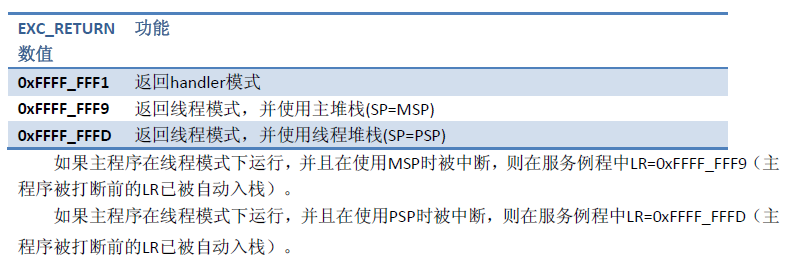 EXC_RETURN 功能
数值
0xFFFF_FFF1 返回handler模式
0xFFFF_FFF9 返回线程模式，并使用主堆栈(SP=MSP)
0xFFFF_FFFD 返回线程模式，并使用线程堆栈(SP=PSP)
如果主程序在线程模式下运行，并且在使用MSP时被中断，则在服务例程中LR=0xFFFF_FFF9（主
程序被打断前的LR已被自动入栈）。
如果主程序在线程模式下运行，并且在使用PSP时被中断，则在服务例程中LR=0xFFFF_FFFD（主
程序被打断前的LR已被自动入栈）。